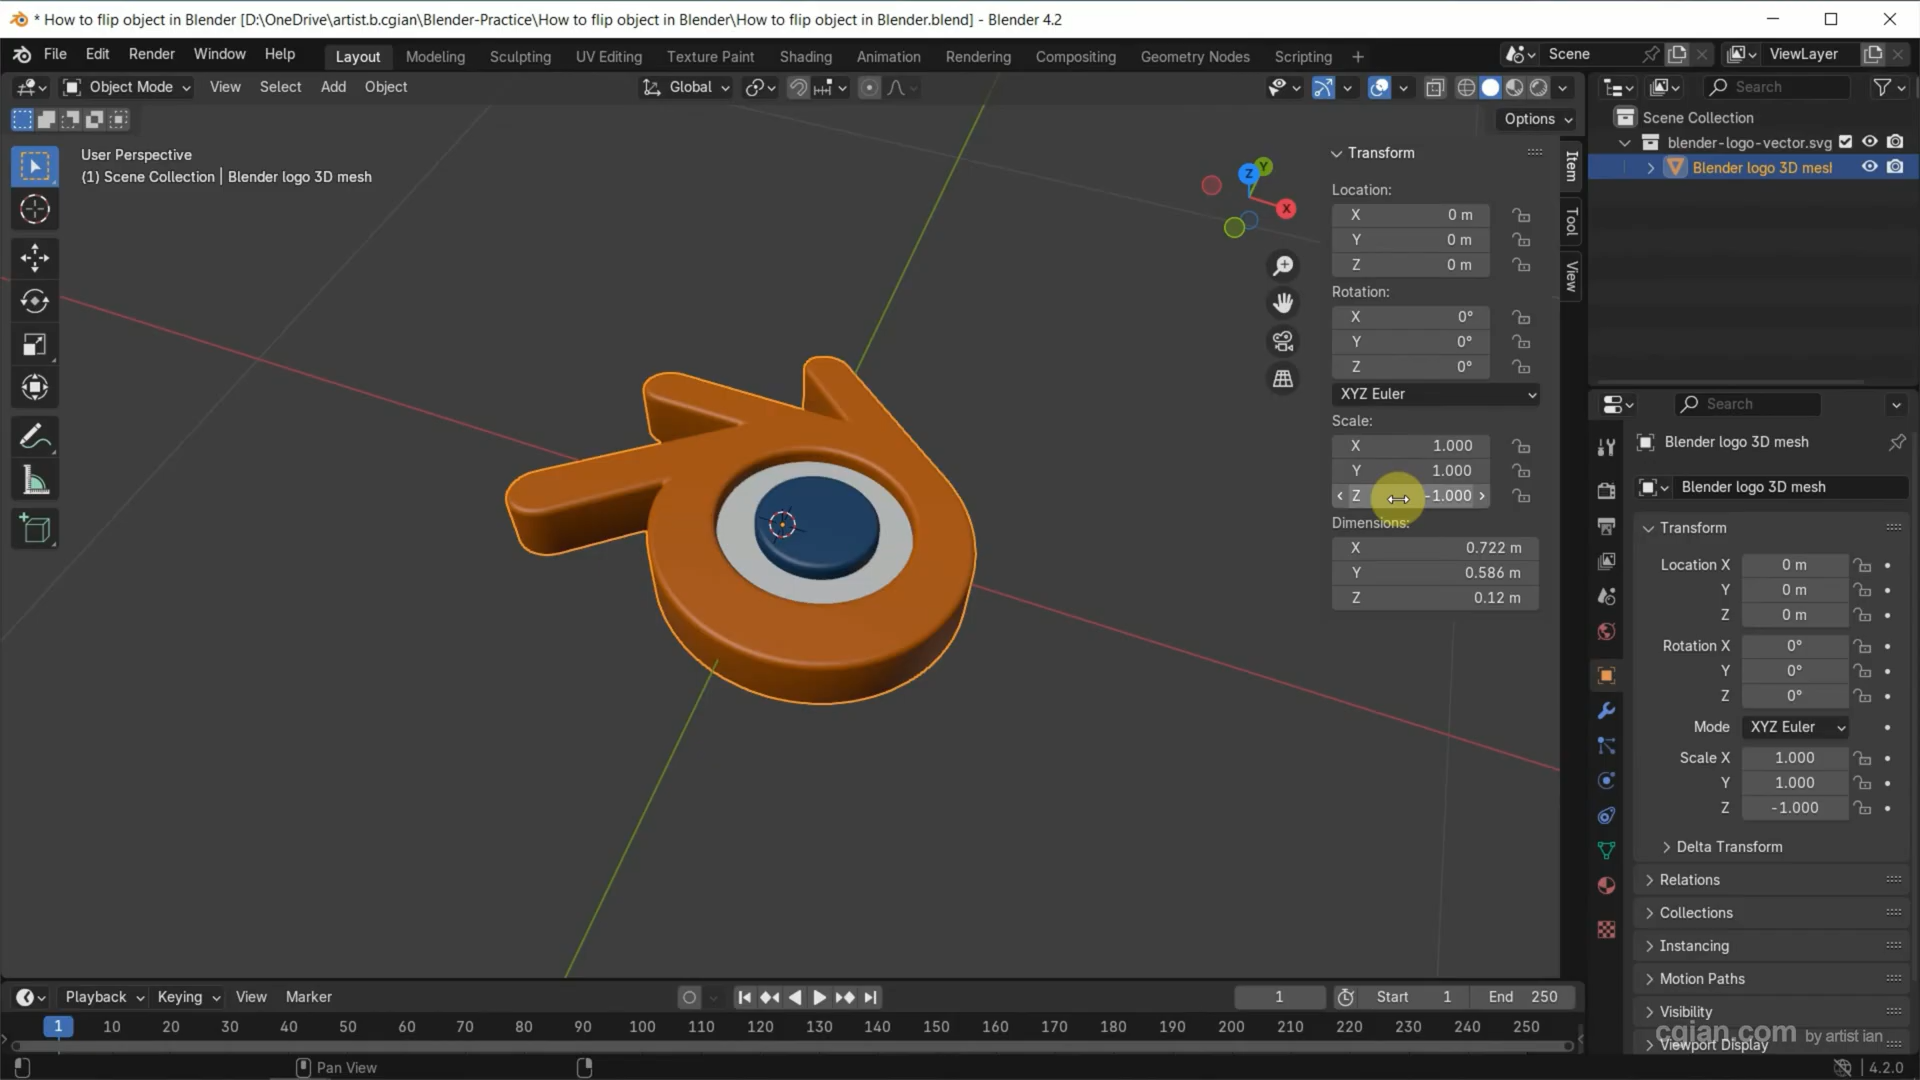 * How to flip object in Blender [D:\OneDrive\artist.b.cgian\Blender-Practice\How to flip object in Blender\How to flip object in Blender.blend] - Blender 4.2
File Edit Render Window Help Layout Modeling Sculpting UV Editing Texture Paint Shading Animation Rendering Compositing Geometry Nodes Scripting + Scene ViewLayer
Object Mode View Select Add Object Global Search
Options
User Perspective
(1) Scene Collection | Blender logo 3D mesh
X
Y
Z
Transform
Location:
X 0 m
Y 0 m
Z 0 m
Rotation:
X 0°
Y 0°
Z 0°
XYZ Euler
Scale:
X 1.000
Y 1.000
Z -1.000
Dimensions:
X 0.722 m
Y 0.586 m
Z 0.12 m
Item
Tool
View
Scene Collection
blender-logo-vector.svg
Blender logo 3D mesl
Search
Blender logo 3D mesh
Blender logo 3D mesh
Transform
Location X 0 m
Y 0 m
Z 0 m
Rotation X 0°
Y 0°
Z 0°
Mode XYZ Euler
Scale X 1.000
Y 1.000
Z -1.000
Delta Transform
Relations
Collections
Instancing
Motion Paths
Visibility
Viewport Display
cgian.com by artist ian
Playback Keying View Marker 1 Start 1 End 250
1 10 20 30 40 50 60 70 80 90 100 110 120 130 140 150 160 170 180 190 200 210 220 230 240 250
Pan View
4.2.0